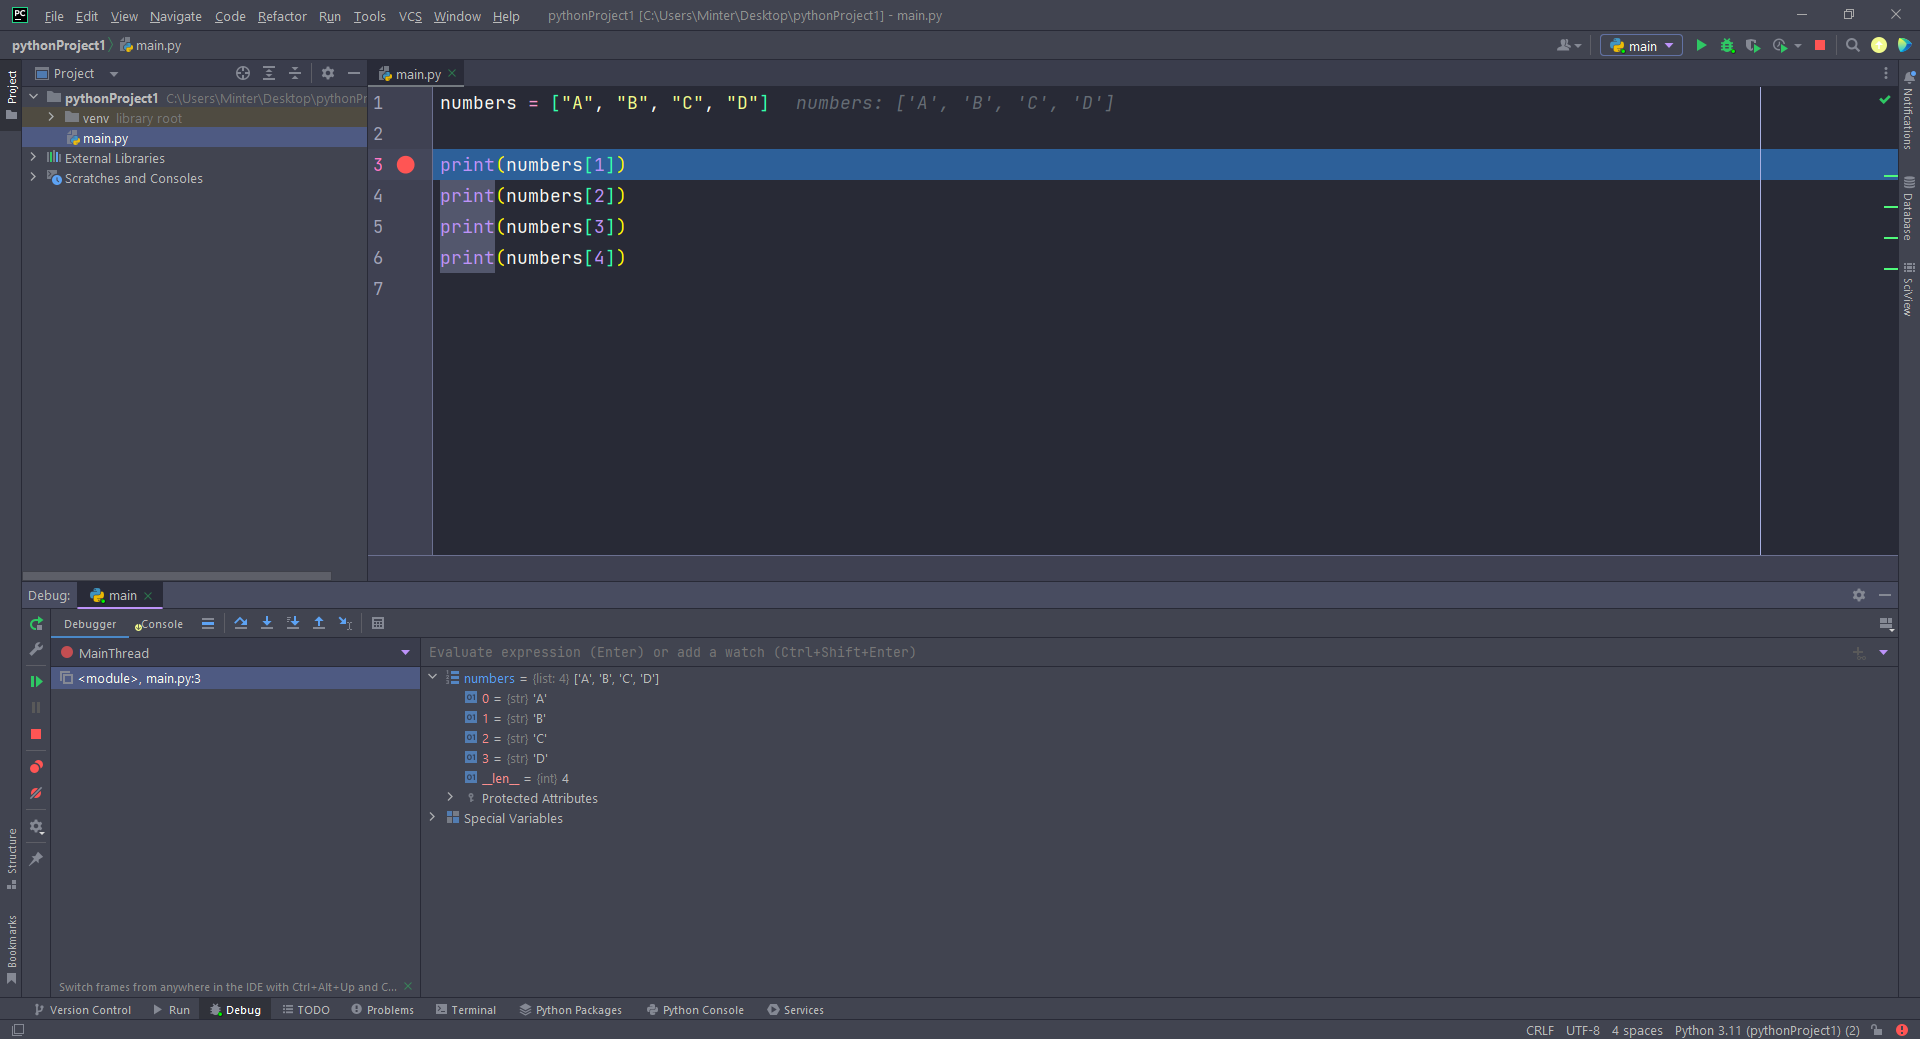 PC File Edit View Navigate Code Refactor Run Tools VCS Window Help pythonProject1 [C:\Users\Minter\Desktop\pythonProject1] - main.py
pythonProject1 main.py main
Project
Project
main.py
pythonProject1 C:\Users\Minter\Desktop\pythonPr
venv library root
main.py
External Libraries
Scratches and Consoles
1 numbers = ["A", "B", "C", "D"] numbers: ['A', 'B', 'C', 'D']
2
3 print(numbers[1])
4 print(numbers[2])
5 print(numbers[3])
6 print(numbers[4])
7
Notifications
Database
SciView
Debug: main
Debugger Console
MainThread
Evaluate expression (Enter) or add a watch (Ctrl+Shift+Enter)
<module>, main.py:3
numbers = {list: 4} ['A', 'B', 'C', 'D']
01 0 = {str} 'A'
01 1 = {str} 'B'
01 2 = {str} 'C'
01 3 = {str} 'D'
01 __len__ = {int} 4
Protected Attributes
Special Variables
Structure
Bookmarks
Switch frames from anywhere in the IDE with Ctrl+Alt+Up and C...
Version Control Run Debug TODO Problems Terminal Python Packages Python Console Services
CRLF UTF-8 4 spaces Python 3.11 (pythonProject1) (2)